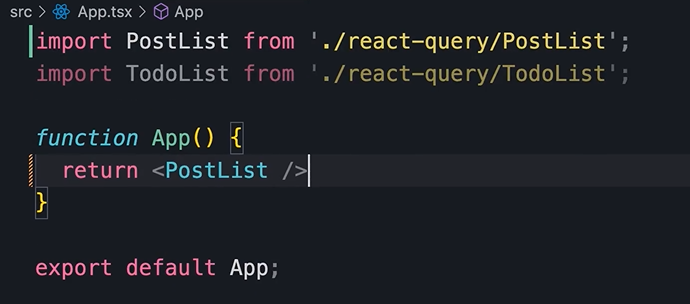 src > App.tsx > App
import PostList from './react-query/PostList';
import TodoList from './react-query/TodoList';
function App() {
  return <PostList />
}
export default App;